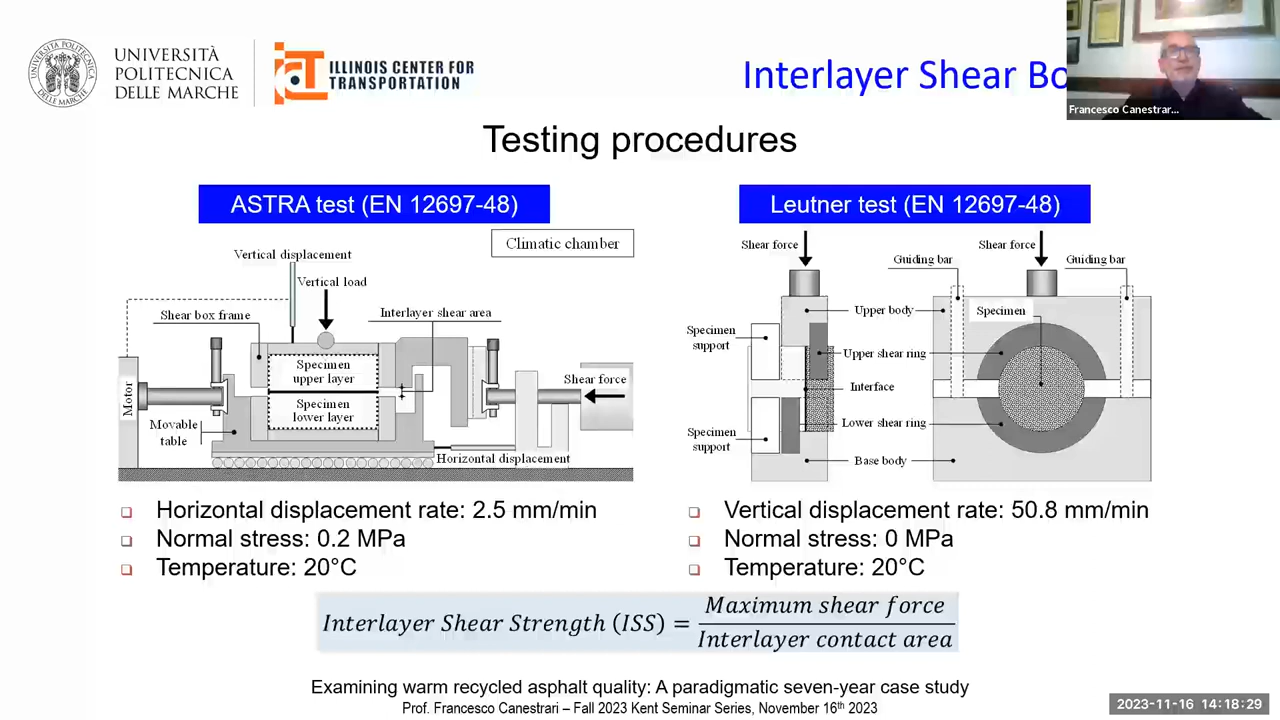 UNIVERSITÀ
POLITECNICA
DELLE MARCHE
UNIVERSITÀ POLITECNICA
DELLE MARCHE
iCT
ILLINOIS CENTER FOR
TRANSPORTATION
Interlayer Shear Bo
Francesco Canestrar...
Testing procedures
ASTRA test (EN 12697-48)
Climatic chamber
Vertical displacement
Vertical load
Shear box frame
Interlayer shear area
Specimen
upper layer
Specimen
lower layer
Motor
Shear force
Movable
table
Horizontal displacement
Horizontal displacement rate: 2.5 mm/min
Normal stress: 0.2 MPa
Temperature: 20°C
Leutner test (EN 12697-48)
Shear force
Shear force
Guiding bar
Guiding bar
Upper body
Specimen
Specimen
support
Upper shear ring
Interface
Lower shear ring
Specimen
support
Base body
Vertical displacement rate: 50.8 mm/min
Normal stress: 0 MPa
Temperature: 20°C
Interlayer Shear Strength (ISS) = Maximum shear force
Interlayer contact area
Examining warm recycled asphalt quality: A paradigmatic seven-year case study
Prof. Francesco Canestrari – Fall 2023 Kent Seminar Series, November 16th 2023
2023-11-16 14:18:29